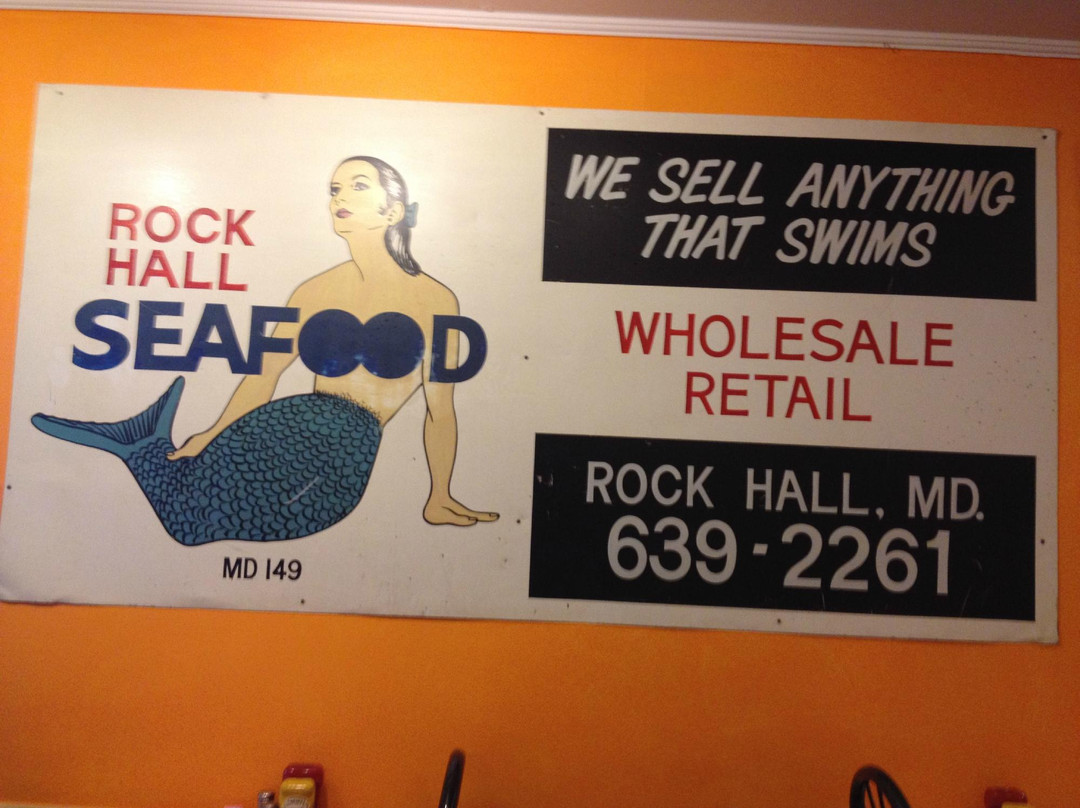 ROCK
HALL
SEAFOOD
MD 149
WE SELL ANYTHING
THAT SWIMS
WHOLESALE
RETAIL
ROCK HALL, MD.
639-2261